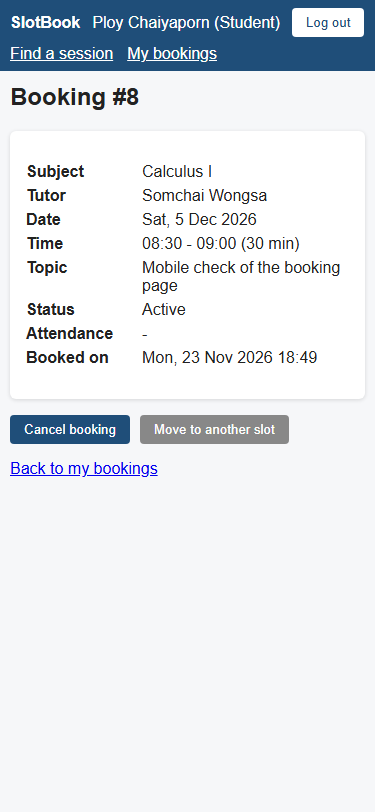 SlotBook Ploy Chaiyaporn (Student) Log out
Find a session My bookings
Booking #8
Subject Calculus I
Tutor Somchai Wongsa
Date Sat, 5 Dec 2026
Time 08:30 - 09:00 (30 min)
Topic Mobile check of the booking
page
Status Active
Attendance -
Booked on Mon, 23 Nov 2026 18:49
Cancel booking Move to another slot
Back to my bookings